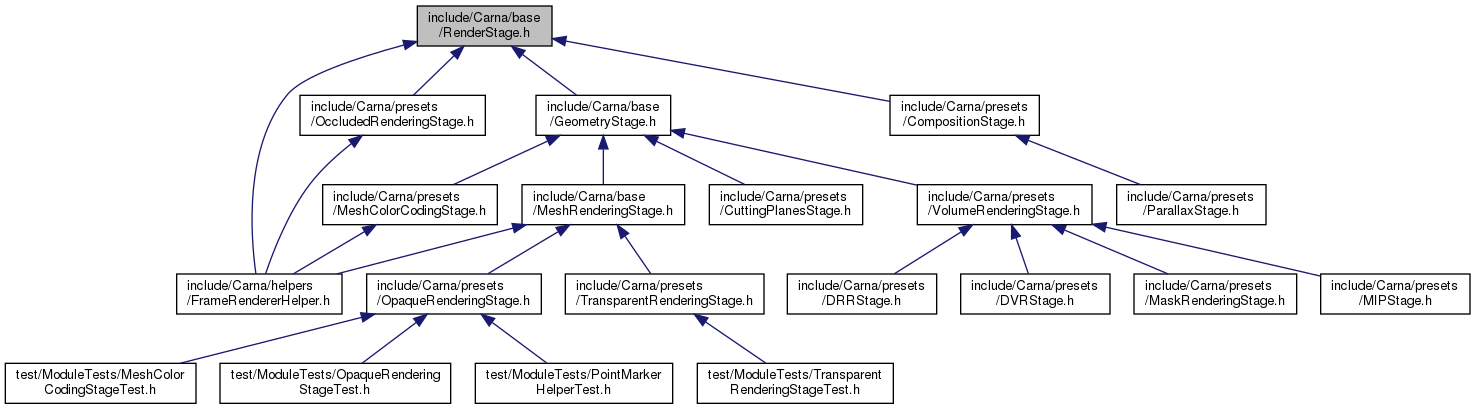 include/Carna/base
/RenderStage.h
include/Carna/presets
/OccludedRenderingStage.h
include/Carna/base
/GeometryStage.h
include/Carna/presets
/CompositionStage.h
include/Carna/presets
/MeshColorCodingStage.h
include/Carna/base
/MeshRenderingStage.h
include/Carna/presets
/CuttingPlanesStage.h
include/Carna/presets
/VolumeRenderingStage.h
include/Carna/presets
/ParallaxStage.h
include/Carna/helpers
/FrameRendererHelper.h
include/Carna/presets
/OpaqueRenderingStage.h
include/Carna/presets
/TransparentRenderingStage.h
include/Carna/presets
/DRRStage.h
include/Carna/presets
/DVRStage.h
include/Carna/presets
/MaskRenderingStage.h
include/Carna/presets
/MIPStage.h
test/ModuleTests/MeshColor
CodingStageTest.h
test/ModuleTests/OpaqueRendering
StageTest.h
test/ModuleTests/PointMarker
HelperTest.h
test/ModuleTests/Transparent
RenderingStageTest.h